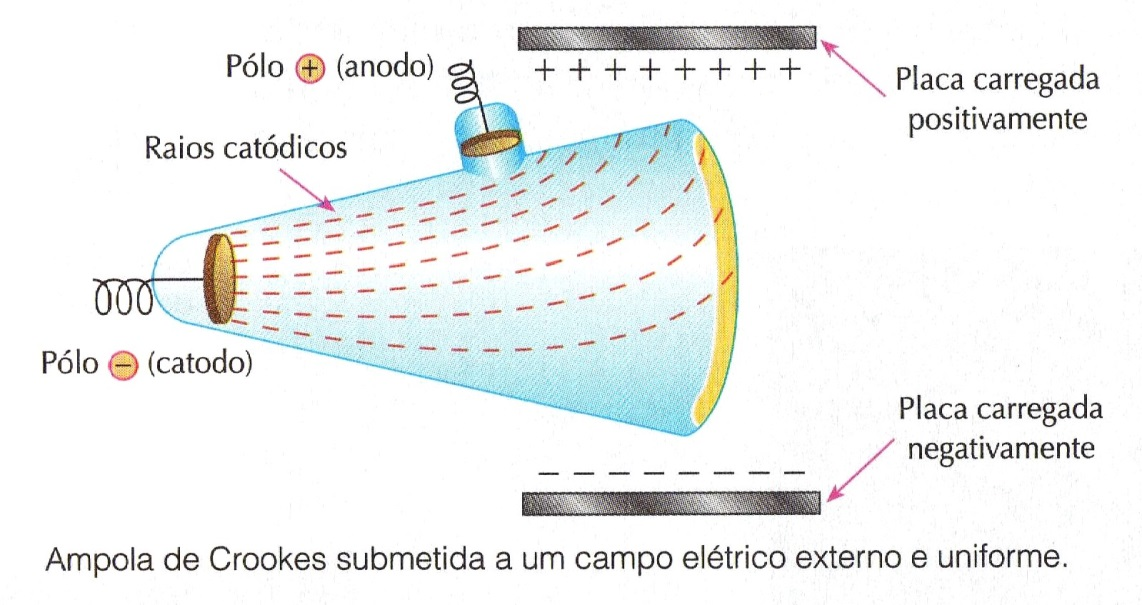 Pólo + (anodo)
+ + + + + + + +
Placa carregada
positivamente
Raios catódicos
Pólo − (catodo)
Placa carregada
negativamente
− − − − − − − −
Ampola de Crookes submetida a um campo elétrico externo e uniforme.